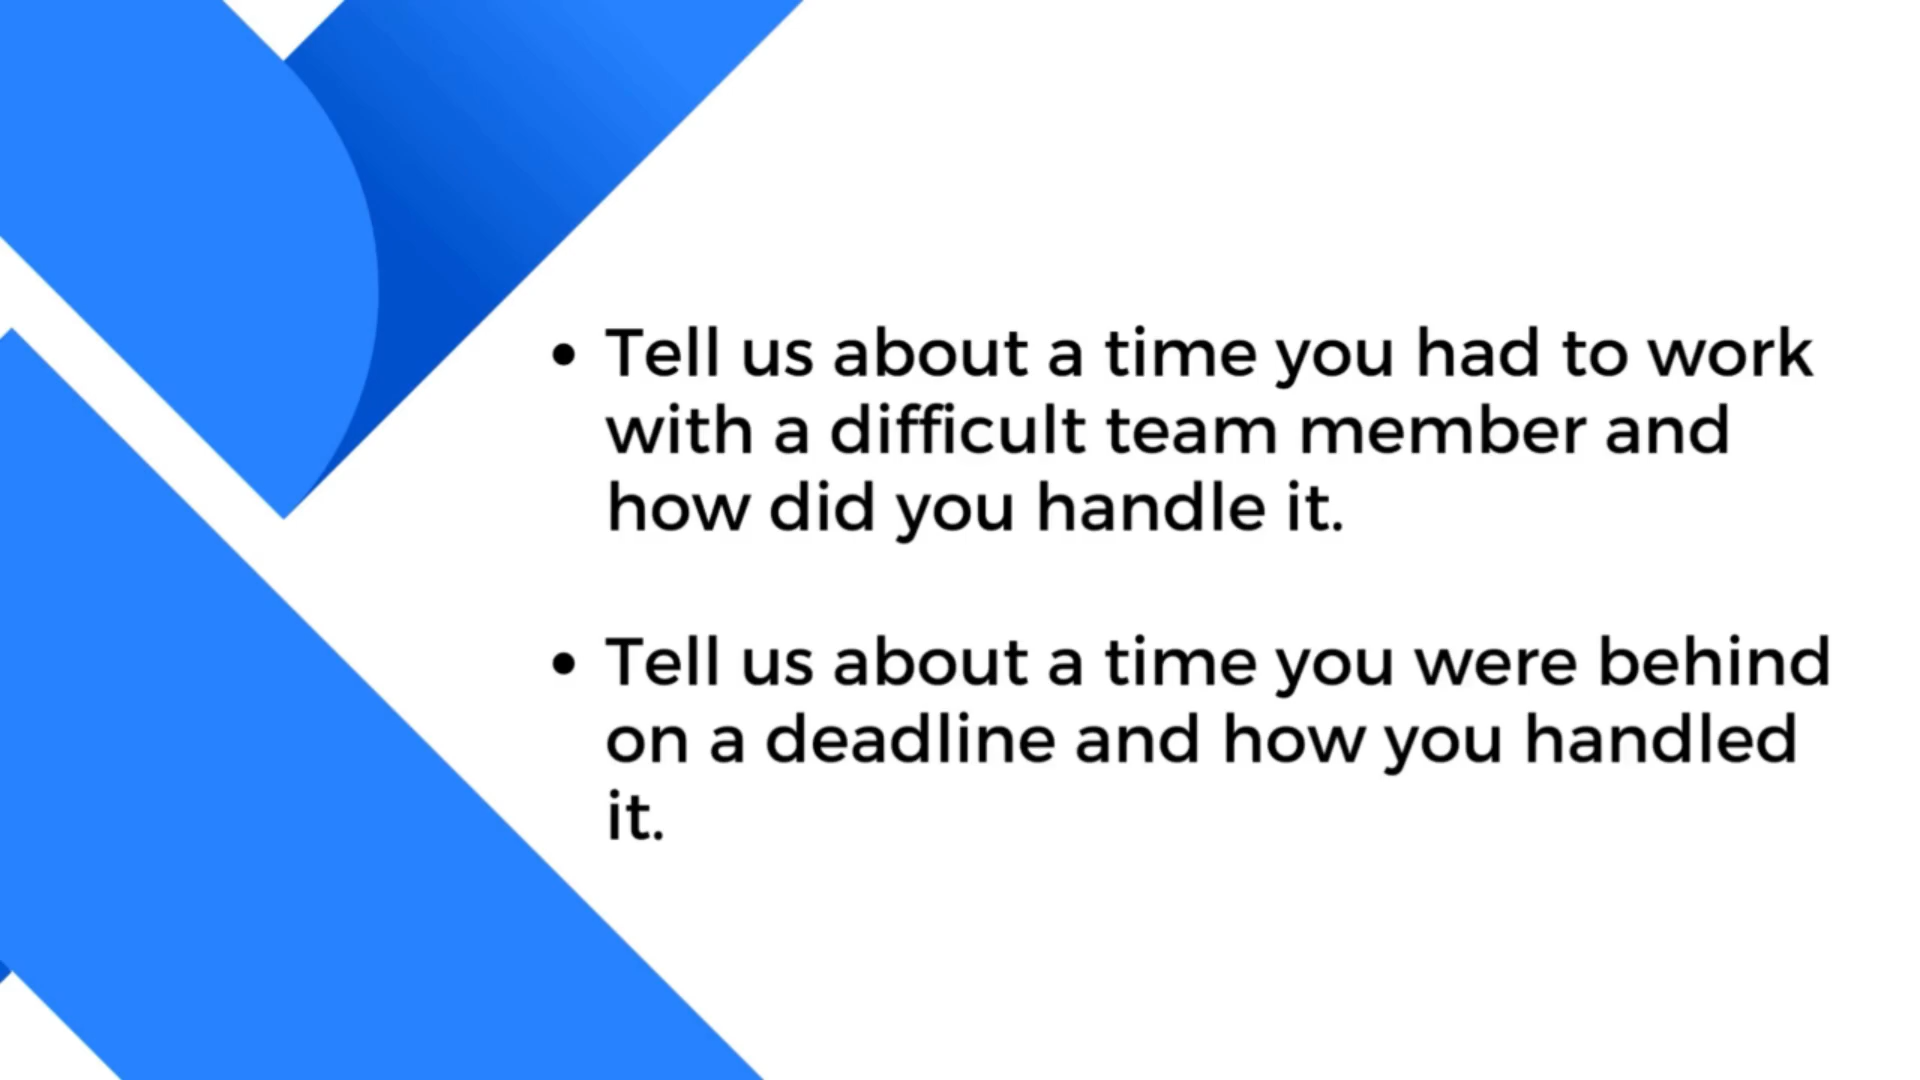 • Tell us about a time you had to work
with a difficult team member and
how did you handle it.
• Tell us about a time you were behind
on a deadline and how you handled
it.